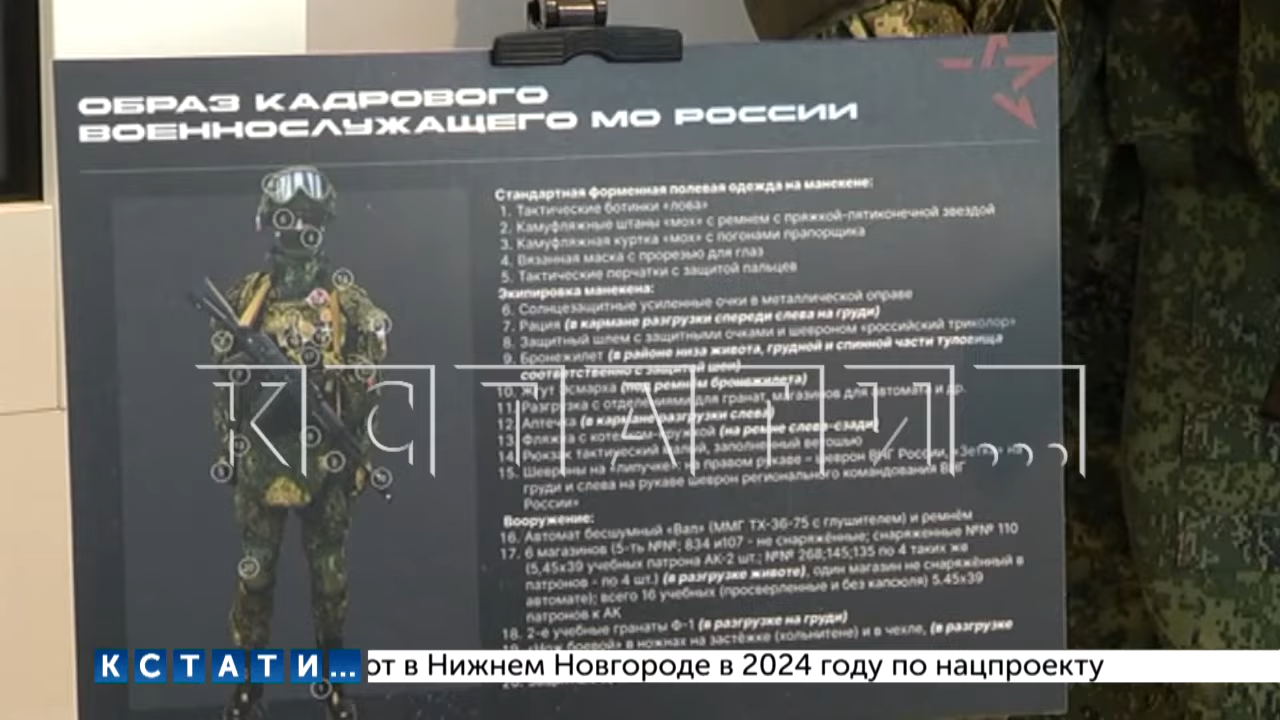 ОБРАЗ КАДРОВОГО
ВОЕННОСЛУЖАЩЕГО МО РОССИИ
Стандартная форменная полевая одежда на манекене:
1. Тактические ботинки «лова»
2. Камуфляжные штаны «мох» с ремнем с пряжкой-пятиконечной звездой
3. Камуфляжная куртка «мох» с погонами прапорщика
4. Вязанная маска с прорезью для глаз
5. Тактические перчатки с защитой пальцев
Экипировка манекена:
6. Солнцезащитные усиленные очки в металлической оправе
7. Рация (в кармане разгрузки спереди слева на груди)
8. Защитный шлем с защитными очками и шевроном «российский триколор»
9. Бронежилет (в районе низа живота, грудной и спинной части туловища
соответственно с защитой шеи)
10. Жгут Эсмарка (под ремнём бронежилета)
11. Разгрузка с отделениями для гранат, магазинов для автомата и др.
12. Аптечка (в кармане разгрузки слева)
13. Фляжка с котелком-кружкой (на ремне слева-сзади)
14. Рюкзак тактический малый, заполненный ветошью
15. Шевроны на «липучке» на правом рукаве - шеврон ВНГ России, на
груди и слева на рукаве шеврон регионального командования ВНГ
России»
Вооружение:
16. Автомат бесшумный «Вал» (ММГ ТХ-36-75 с глушителем) и ремнём
17. 6 магазинов (5-ть №№; 834 и107 - не снаряжённые; снаряженные №№ 110
(5,45х39 учебных патрона АК-2 шт.; №№ 268;145;135 по 4 таких же
патронов - по 4 шт.) (в разгрузке животе), один магазин не снаряжённый в
автомате); всего 16 учебных (просверленные и без капсюля) 5.45х39
патронов к АК
18. 2-е учебные гранаты Ф-1 (в разгрузке на груди)
19. «Нож боевой» в ножнах на застёжке (кольчитене) и в чехле, (в разгрузке
КСТАТИ...
КСТАТИ... от в Нижнем Новгороде в 2024 году по нацпроекту